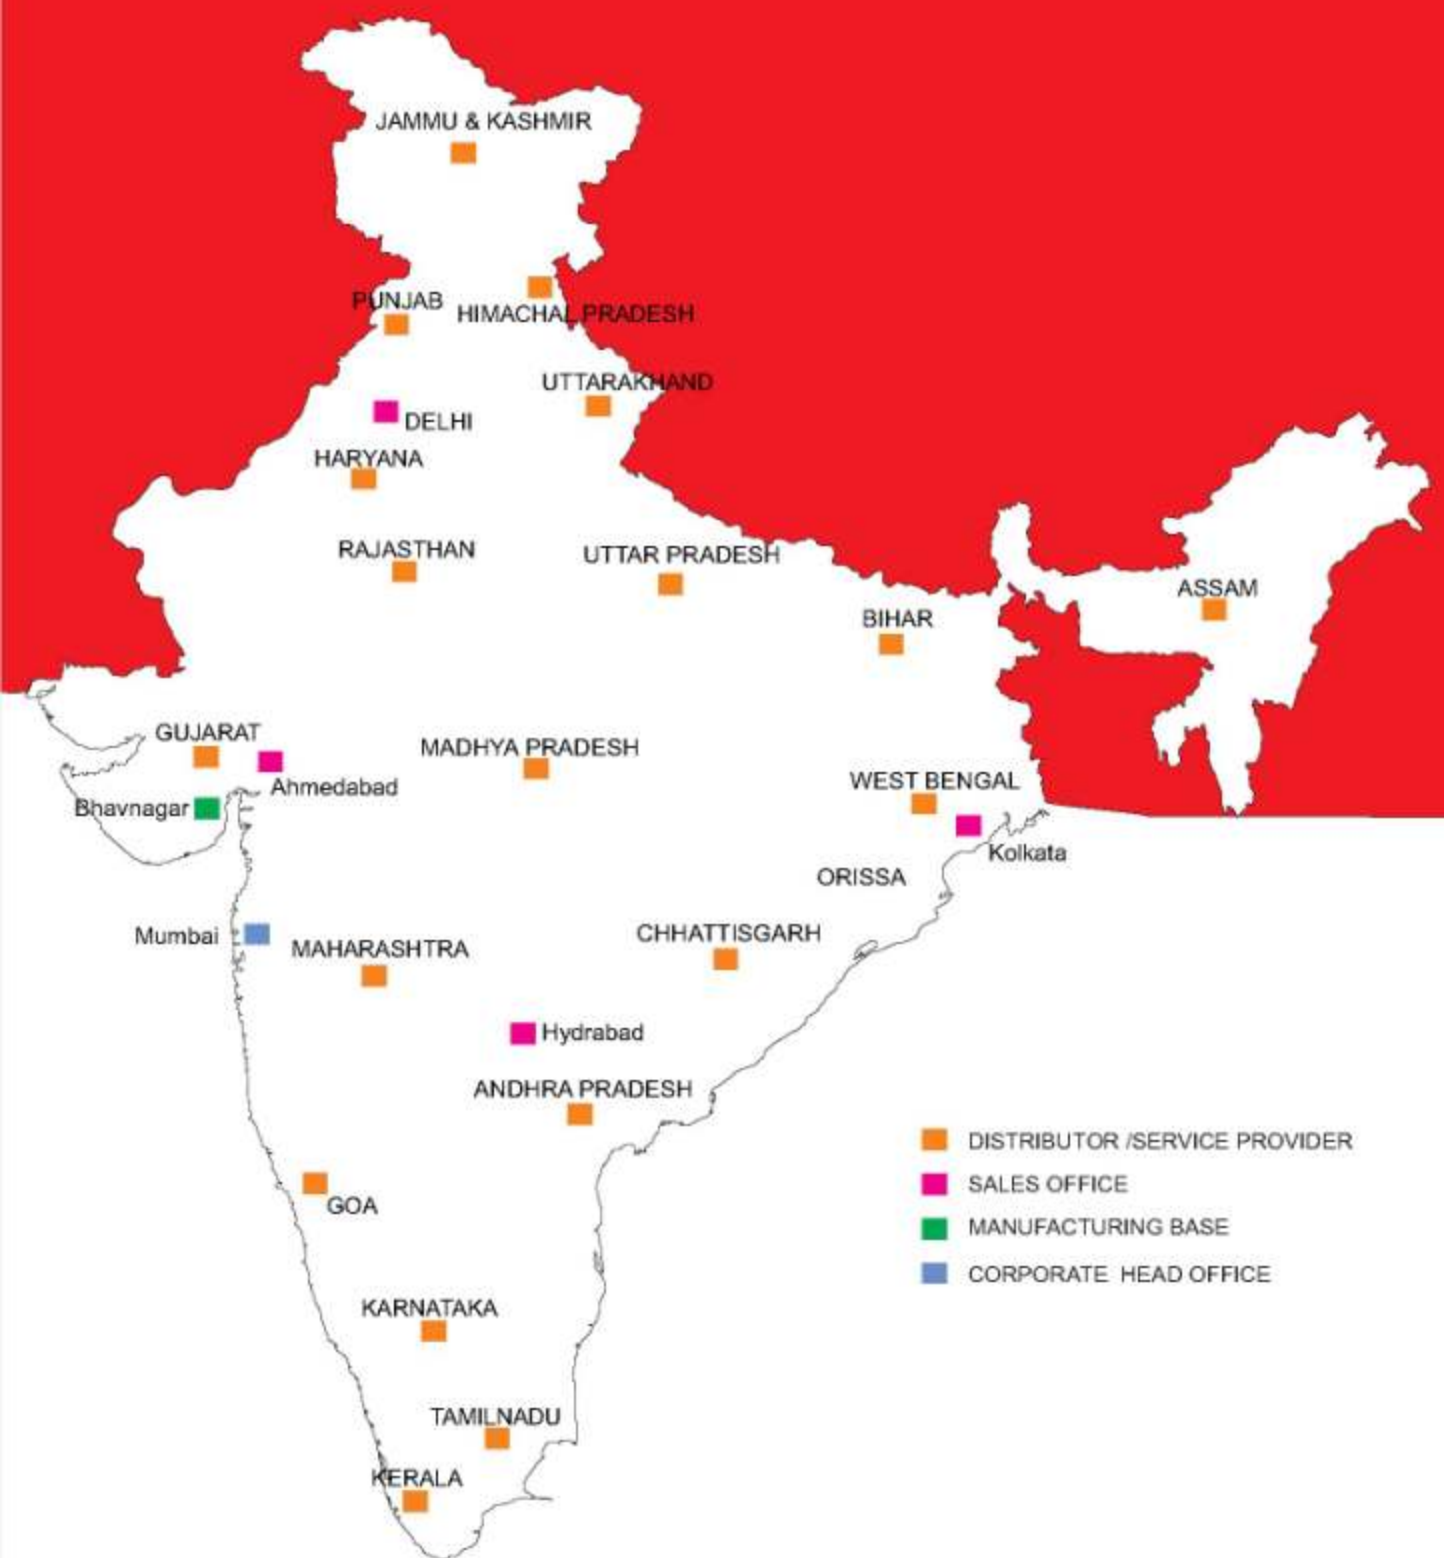 JAMMU & KASHMIR
PUNJAB
HIMACHAL PRADESH
UTTARAKHAND
DELHI
HARYANA
RAJASTHAN
UTTAR PRADESH
ASSAM
BIHAR
GUJARAT
MADHYA PRADESH
Ahmedabad
WEST BENGAL
Bhavnagar
Kolkata
ORISSA
Mumbai
MAHARASHTRA
CHHATTISGARH
Hydrabad
ANDHRA PRADESH
GOA
KARNATAKA
TAMILNADU
KERALA
DISTRIBUTOR /SERVICE PROVIDER
SALES OFFICE
MANUFACTURING BASE
CORPORATE HEAD OFFICE